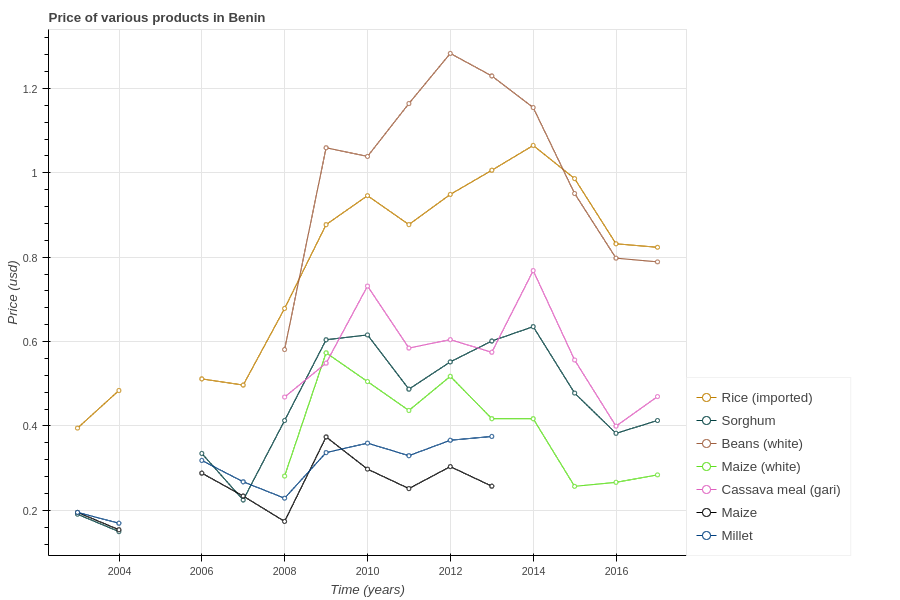 Price of various products in Benin
1.2
1
0.8
0.6
0.4
0.2
Price (usd)
2004
2006
2008
2010
2012
2014
2016
Time (years)
Rice (imported)
Sorghum
Beans (white)
Maize (white)
Cassava meal (gari)
Maize
Millet